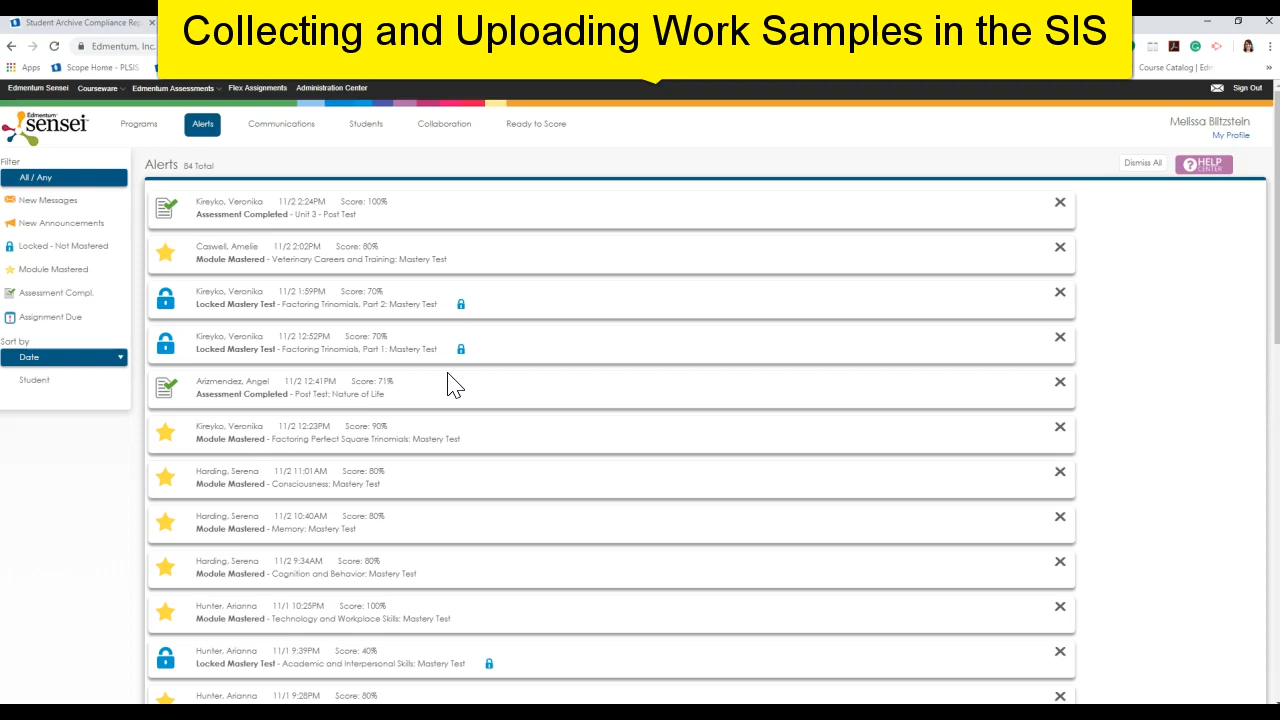 Collecting and Uploading Work Samples in the SIS
Student Archive Compliance Rep
Edmentum, Inc.
Apps
Scope Home - PLSIS
Course Catalog | Edm
»
Edmentum Sensei Courseware Edmentum Assessments Flex Assignments Administration Center
Sign Out
Edmentum
sensei
Programs Alerts Communications Students Collaboration Ready to Score
Melissa Blitzstein
My Profile
Filter
All / Any
New Messages
New Announcements
Locked - Not Mastered
Module Mastered
Assessment Compl.
Assignment Due
Sort by
Date
Student
Alerts 84 Total
Dismiss All
HELP
CENTER
Kireyko, Veronika 11/2 2:24PM Score: 100%
Assessment Completed - Unit 3 - Post Test
Caswell, Amelie 11/2 2:02PM Score: 80%
Module Mastered - Veterinary Careers and Training: Mastery Test
Kireyko, Veronika 11/2 1:59PM Score: 70%
Locked Mastery Test - Factoring Trinomials, Part 2: Mastery Test
Kireyko, Veronika 11/2 12:52PM Score: 70%
Locked Mastery Test - Factoring Trinomials, Part 1: Mastery Test
Arizmendez, Angel 11/2 12:41PM Score: 71%
Assessment Completed - Post Test: Nature of Life
Kireyko, Veronika 11/2 12:23PM Score: 90%
Module Mastered - Factoring Perfect Square Trinomials: Mastery Test
Harding, Serena 11/2 11:01AM Score: 80%
Module Mastered - Consciousness: Mastery Test
Harding, Serena 11/2 10:40AM Score: 80%
Module Mastered - Memory: Mastery Test
Harding, Serena 11/2 9:34AM Score: 80%
Module Mastered - Cognition and Behavior: Mastery Test
Hunter, Arianna 11/1 10:25PM Score: 100%
Module Mastered - Technology and Workplace Skills: Mastery Test
Hunter, Arianna 11/1 9:39PM Score: 40%
Locked Mastery Test - Academic and Interpersonal Skills: Mastery Test
Hunter, Arianna 11/1 9:28PM Score: 80%